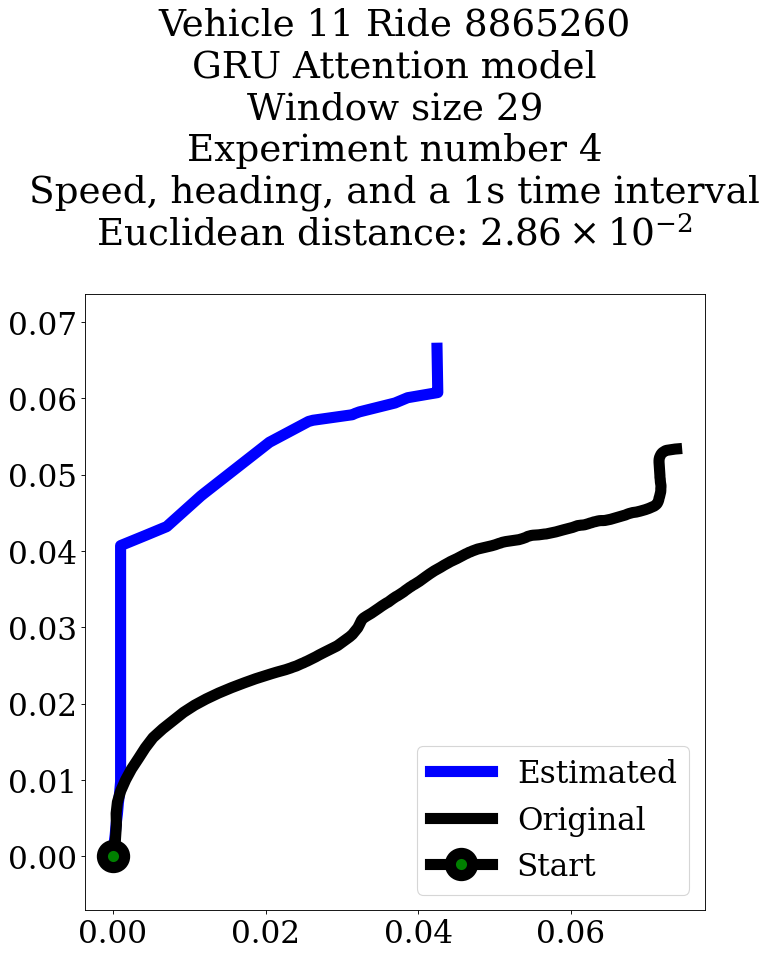 Vehicle 11 Ride 8865260
GRU Attention model
Window size 29
Experiment number 4
Speed, heading, and a 1s time interval
Euclidean distance: 2.86 × 10⁻²
0.07
0.06
0.05
0.04
0.03
0.02
0.01
0.00
Estimated
Original
Start
0.00 0.02 0.04 0.06